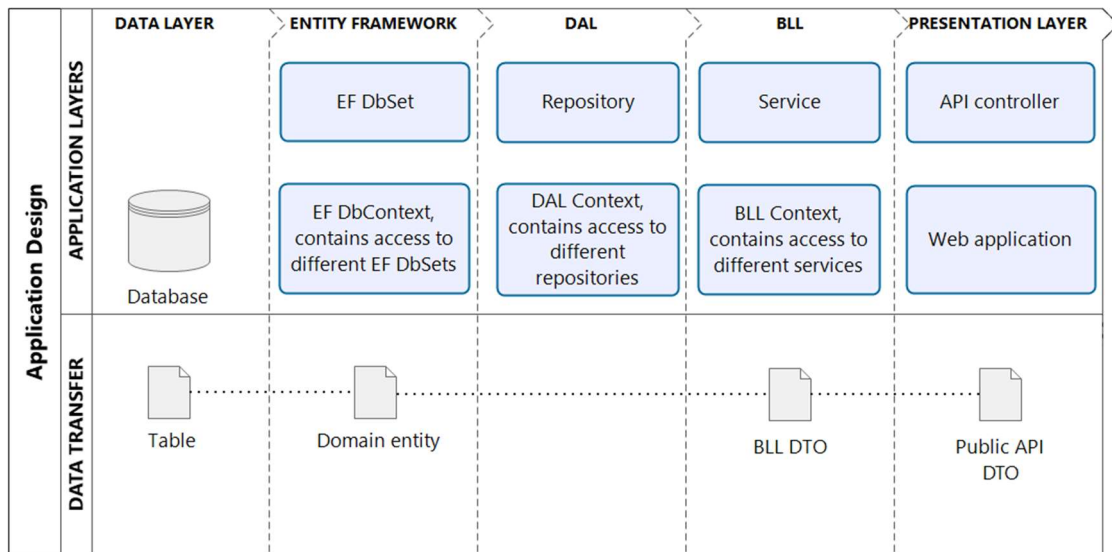 Application Design
APPLICATION LAYERS
DATA TRANSFER
DATA LAYER
ENTITY FRAMEWORK
DAL
BLL
PRESENTATION LAYER
EF DbSet
Repository
Service
API controller
Database
EF DbContext,
contains access to
different EF DbSets
DAL Context,
contains access to
different
repositories
BLL Context,
contains access to
different services
Web application
Table
Domain entity
BLL DTO
Public API
DTO